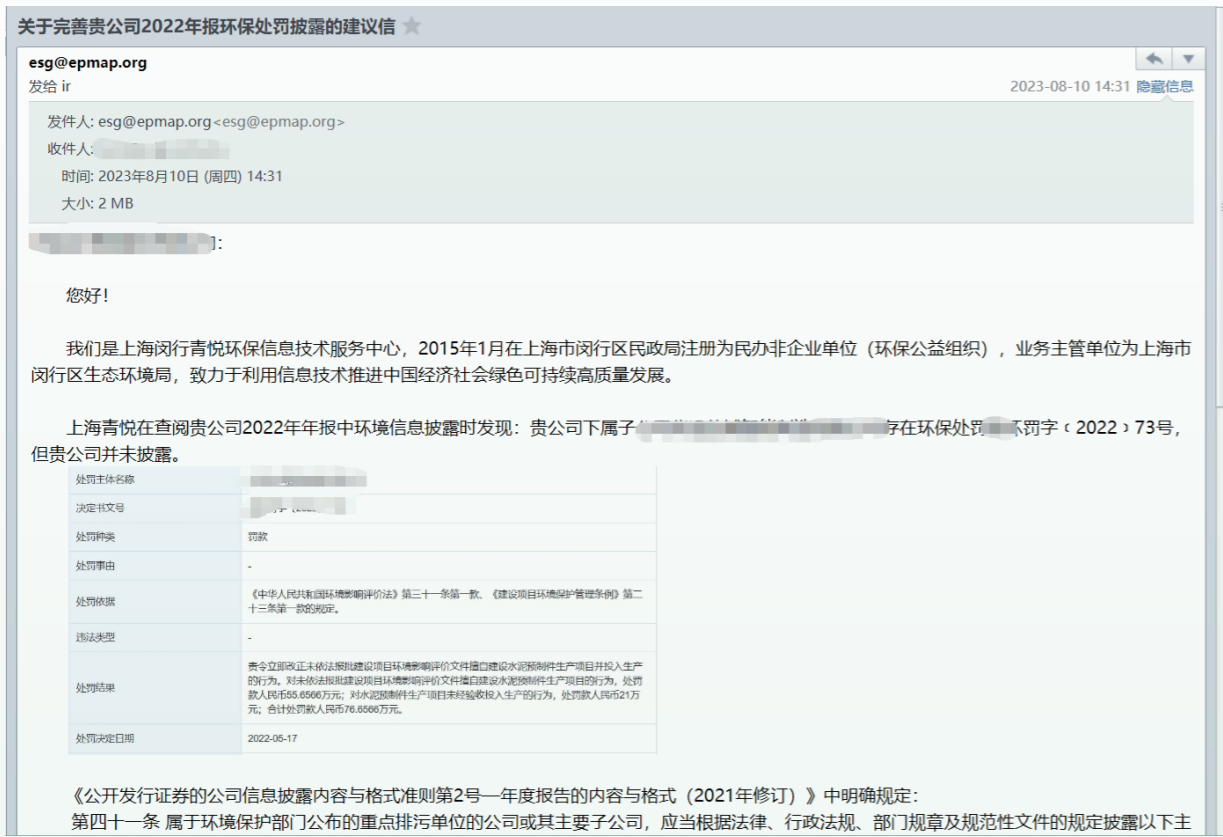 关于完善贵公司2022年报环保处罚披露的建议信
esg@epmap.org
发给 ir
2023-08-10 14:31 隐藏信息
发件人: esg@epmap.org<esg@epmap.org>
收件人:
时间: 2023年8月10日 (周四) 14:31
大小: 2 MB
:
您好！
我们是上海闵行青悦环保信息技术服务中心，2015年1月在上海市闵行区民政局注册为民办非企业单位（环保公益组织），业务主管单位为上海市
闵行区生态环境局，致力于利用信息技术推进中国经济社会绿色可持续高质量发展。
上海青悦在查阅贵公司2022年年报中环境信息披露时发现：贵公司下属子 存在环保处罚 环罚字﹝2022﹞73号，
但贵公司并未披露。
处罚主体名称
决定书文号
处罚种类 罚款
处罚事由 -
处罚依据 《中华人民共和国环境影响评价法》第三十一条第一款、《建设项目环境保护管理条例》第二
十三条第一款的规定。
违法类型 -
处罚结果 责令立即改正未依法报批建设项目环境影响评价文件擅自建设水泥预制件生产项目并投入生产
的行为。对未依法报批建设项目环境影响评价文件擅自建设水泥预制件生产项目的行为，处罚
款人民币55.6566万元；对水泥预制件生产项目未经验收投入生产的行为，处罚款人民币21万
元；合计处罚款人民币76.6566万元。
处罚决定日期 2022-05-17
《公开发行证券的公司信息披露内容与格式准则第2号—年度报告的内容与格式（2021年修订）》中明确规定：
第四十一条 属于环境保护部门公布的重点排污单位的公司或其主要子公司，应当根据法律、行政法规、部门规章及规范性文件的规定披露以下主